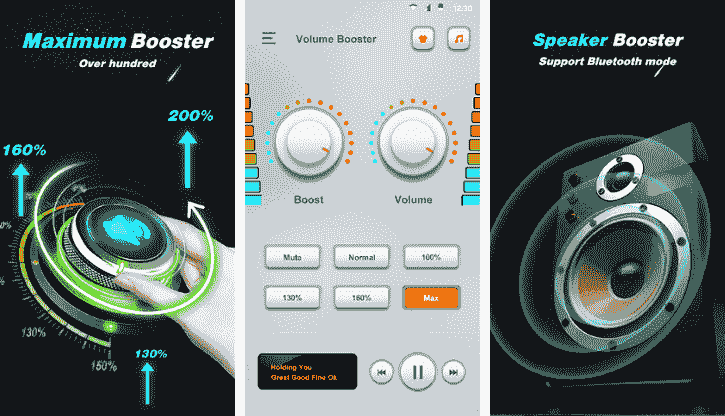 Maximum Booster
Over hundred
200%
160%
130%
150%
130%
12:30
Volume Booster
Boost
Volume
Mute
Normal
100%
130%
160%
Max
Holding You
Great Good Fine Ok
Speaker Booster
Support Bluetooth mode